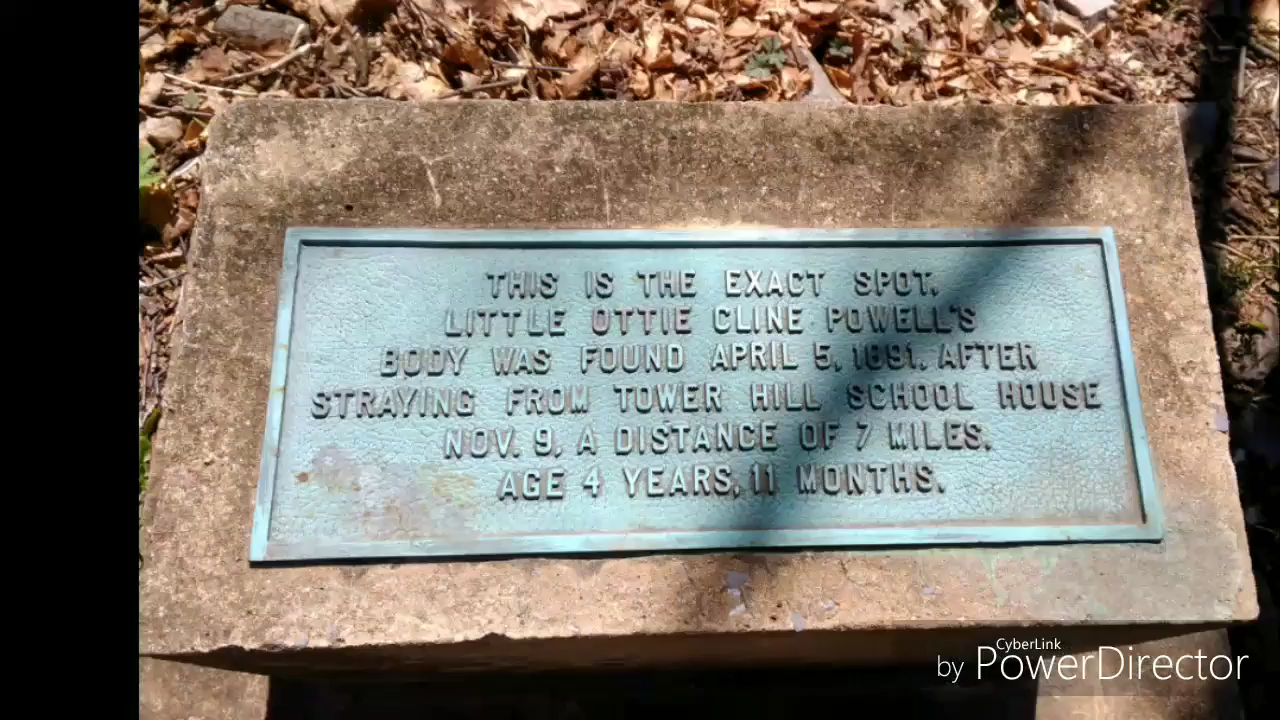 THIS IS THE EXACT SPOT.
LITTLE OTTIE CLINE POWELL'S
BODY WAS FOUND APRIL 5, 1891, AFTER
STRAYING FROM TOWER HILL SCHOOL HOUSE
NOV. 9, A DISTANCE OF 7 MILES.
AGE 4 YEARS, 11 MONTHS.
CyberLink
by PowerDirector